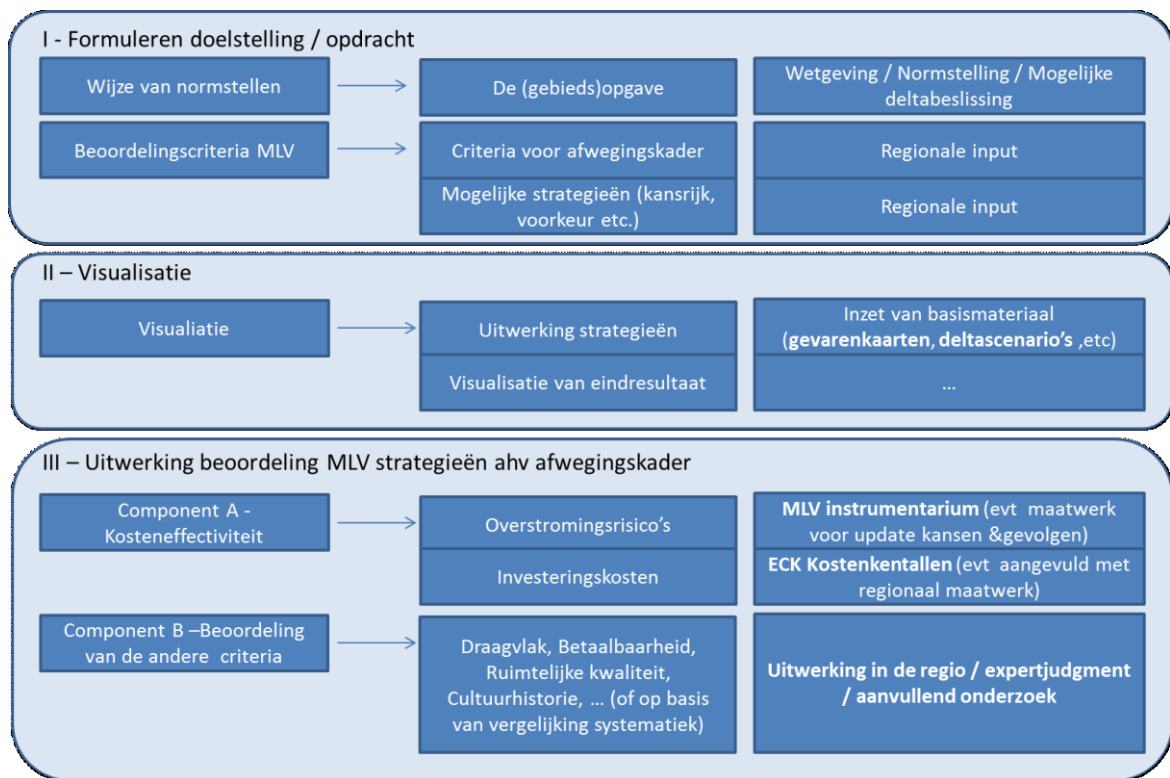 I - Formuleren doelstelling / opdracht
Wijze van normstellen
De (gebieds)opgave
Wetgeving / Normstelling / Mogelijke
deltabeslissing
Beoordelingscriteria MLV
Criteria voor afwegingskader
Regionale input
Mogelijke strategieën (kansrijk,
voorkeur etc.)
Regionale input
II – Visualisatie
Visualiatie
Uitwerking strategieën
Inzet van basismateriaal
(gevarenkaarten, deltascenario's ,etc)
Visualisatie van eindresultaat
...
III – Uitwerking beoordeling MLV strategieën ahv afwegingskader
Component A -
Kosteneffectiviteit
Overstromingsrisico's
MLV instrumentarium (evt maatwerk
voor update kansen &gevolgen)
Investeringskosten
ECK Kostenkentallen (evt aangevuld met
regionaal maatwerk)
Component B –Beoordeling
van de andere criteria
Draagvlak, Betaalbaarheid,
Ruimtelijke kwaliteit,
Cultuurhistorie, ... (of op basis
van vergelijking systematiek)
Uitwerking in de regio / expertjudgment
/ aanvullend onderzoek